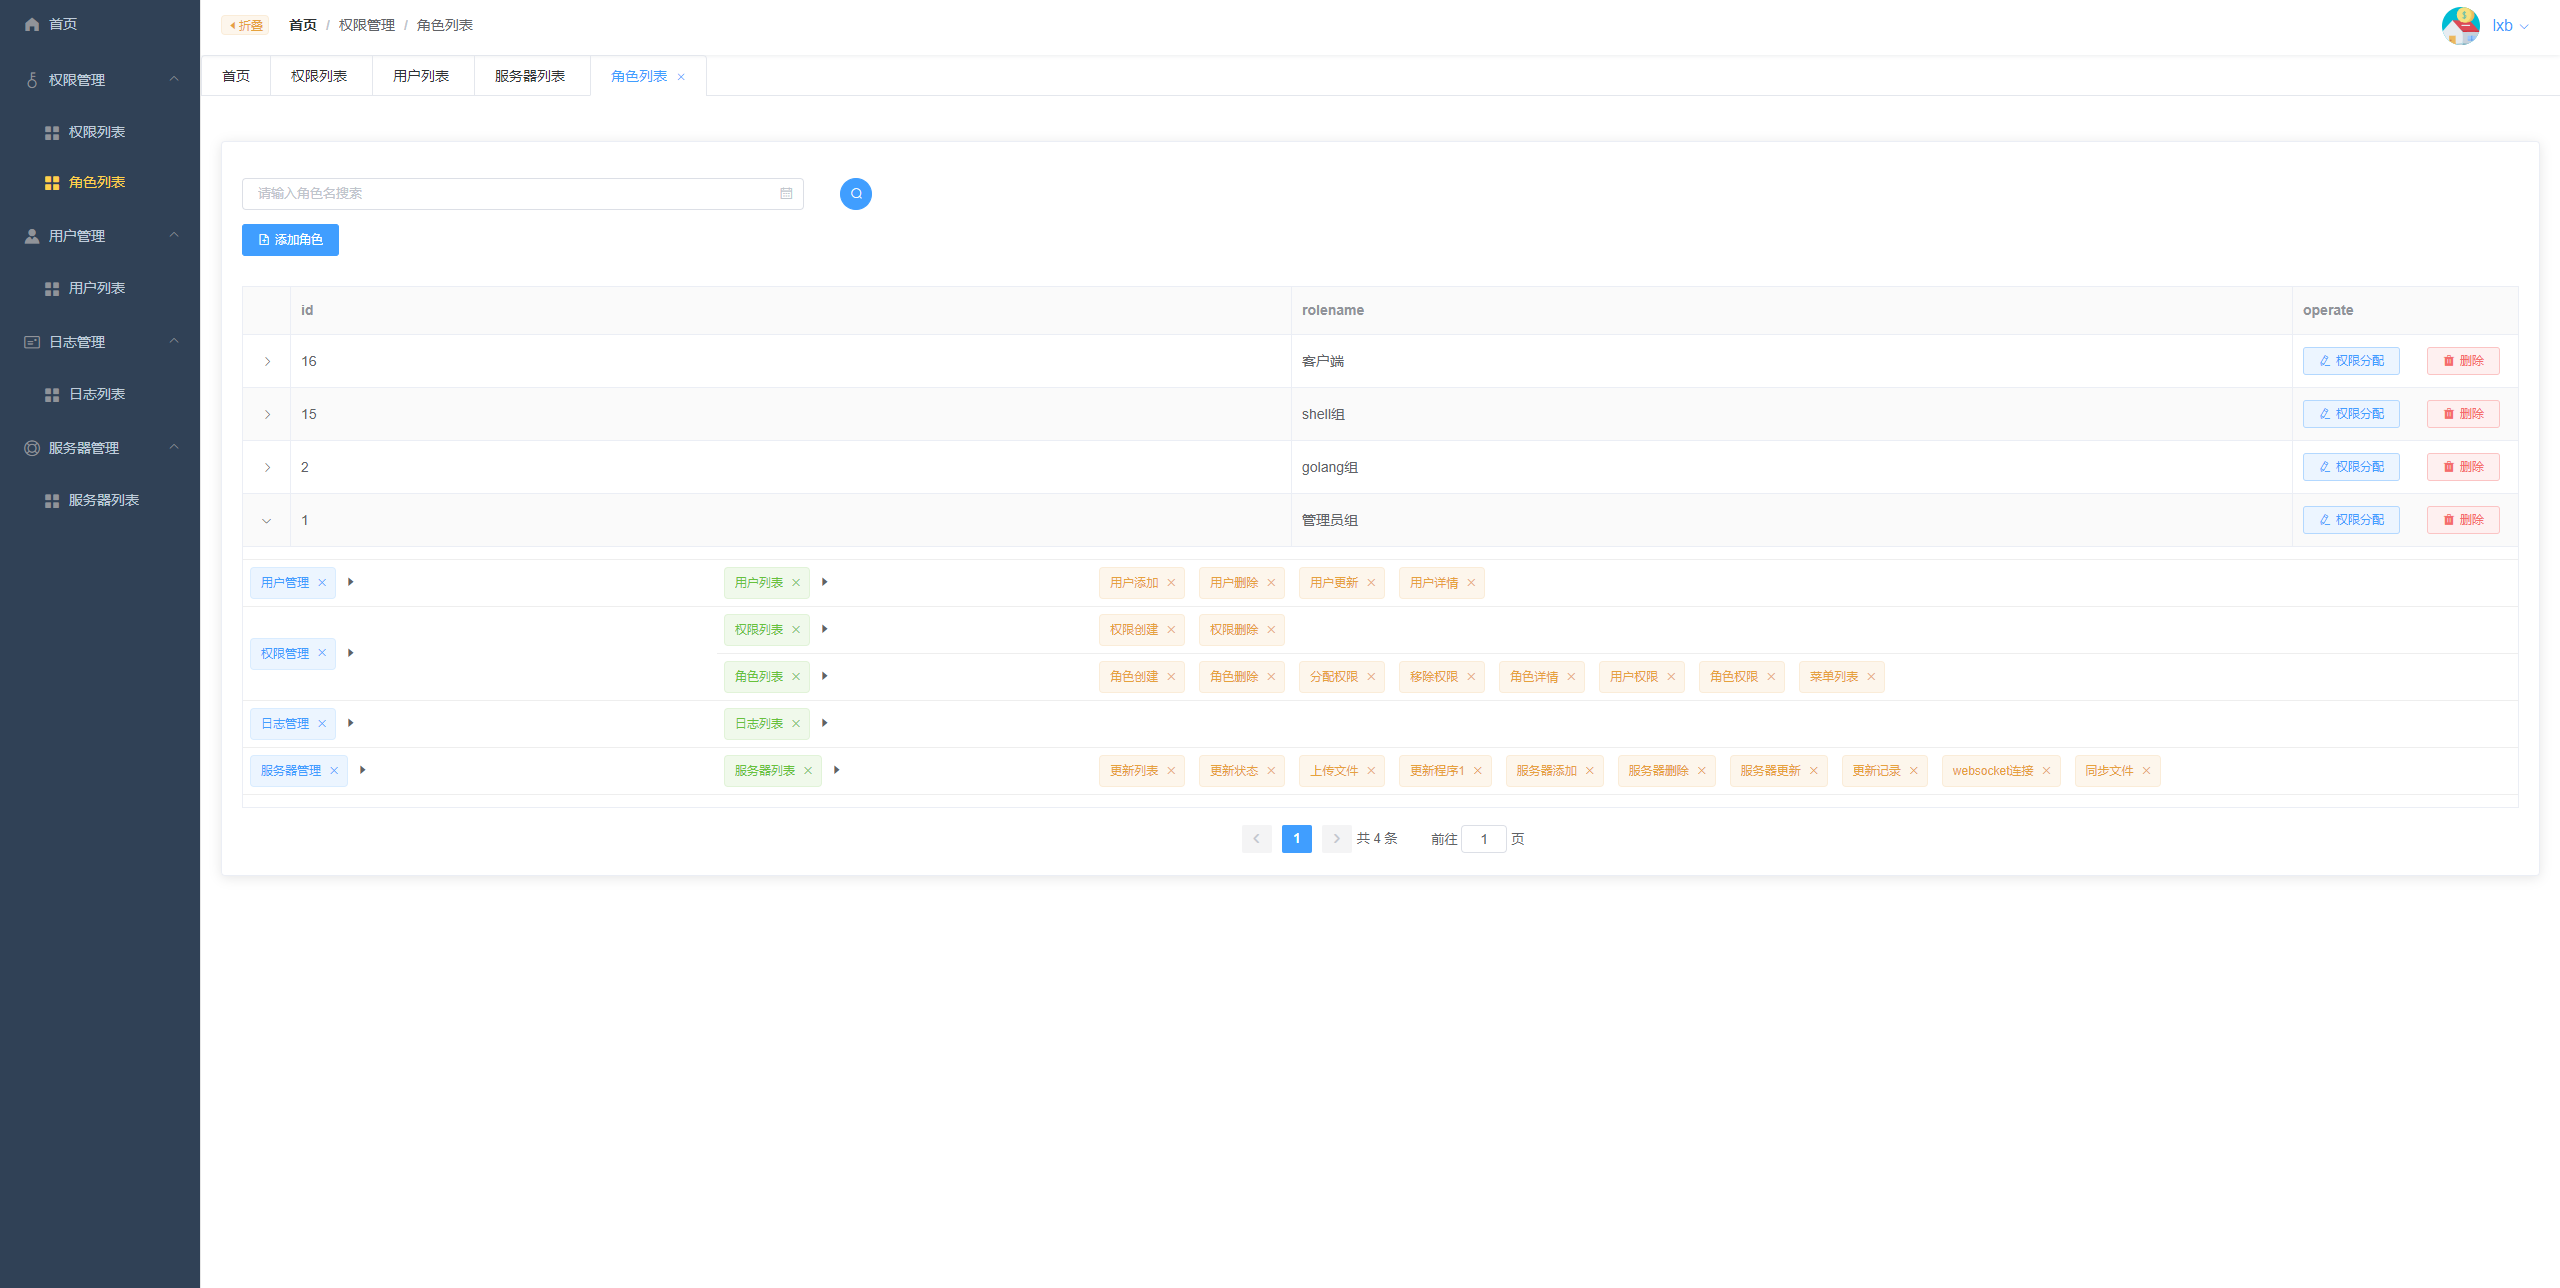 首页
权限管理
权限列表
角色列表
用户管理
用户列表
日志管理
日志列表
服务器管理
服务器列表
折叠 首页 / 权限管理 / 角色列表
lxb
首页 权限列表 用户列表 服务器列表 角色列表
请输入角色名搜索
添加角色
id rolename operate
16 客户端 权限分配 删除
15 shell组 权限分配 删除
2 golang组 权限分配 删除
1 管理员组 权限分配 删除
用户管理 用户列表 用户添加 用户删除 用户更新 用户详情
权限管理 权限列表 权限创建 权限删除
角色列表 角色创建 角色删除 分配权限 移除权限 角色详情 用户权限 角色权限 菜单列表
日志管理 日志列表
服务器管理 服务器列表 更新列表 更新状态 上传文件 更新程序1 服务器添加 服务器删除 服务器更新 更新记录 websocket连接 同步文件
1 共 4 条 前往 1 页